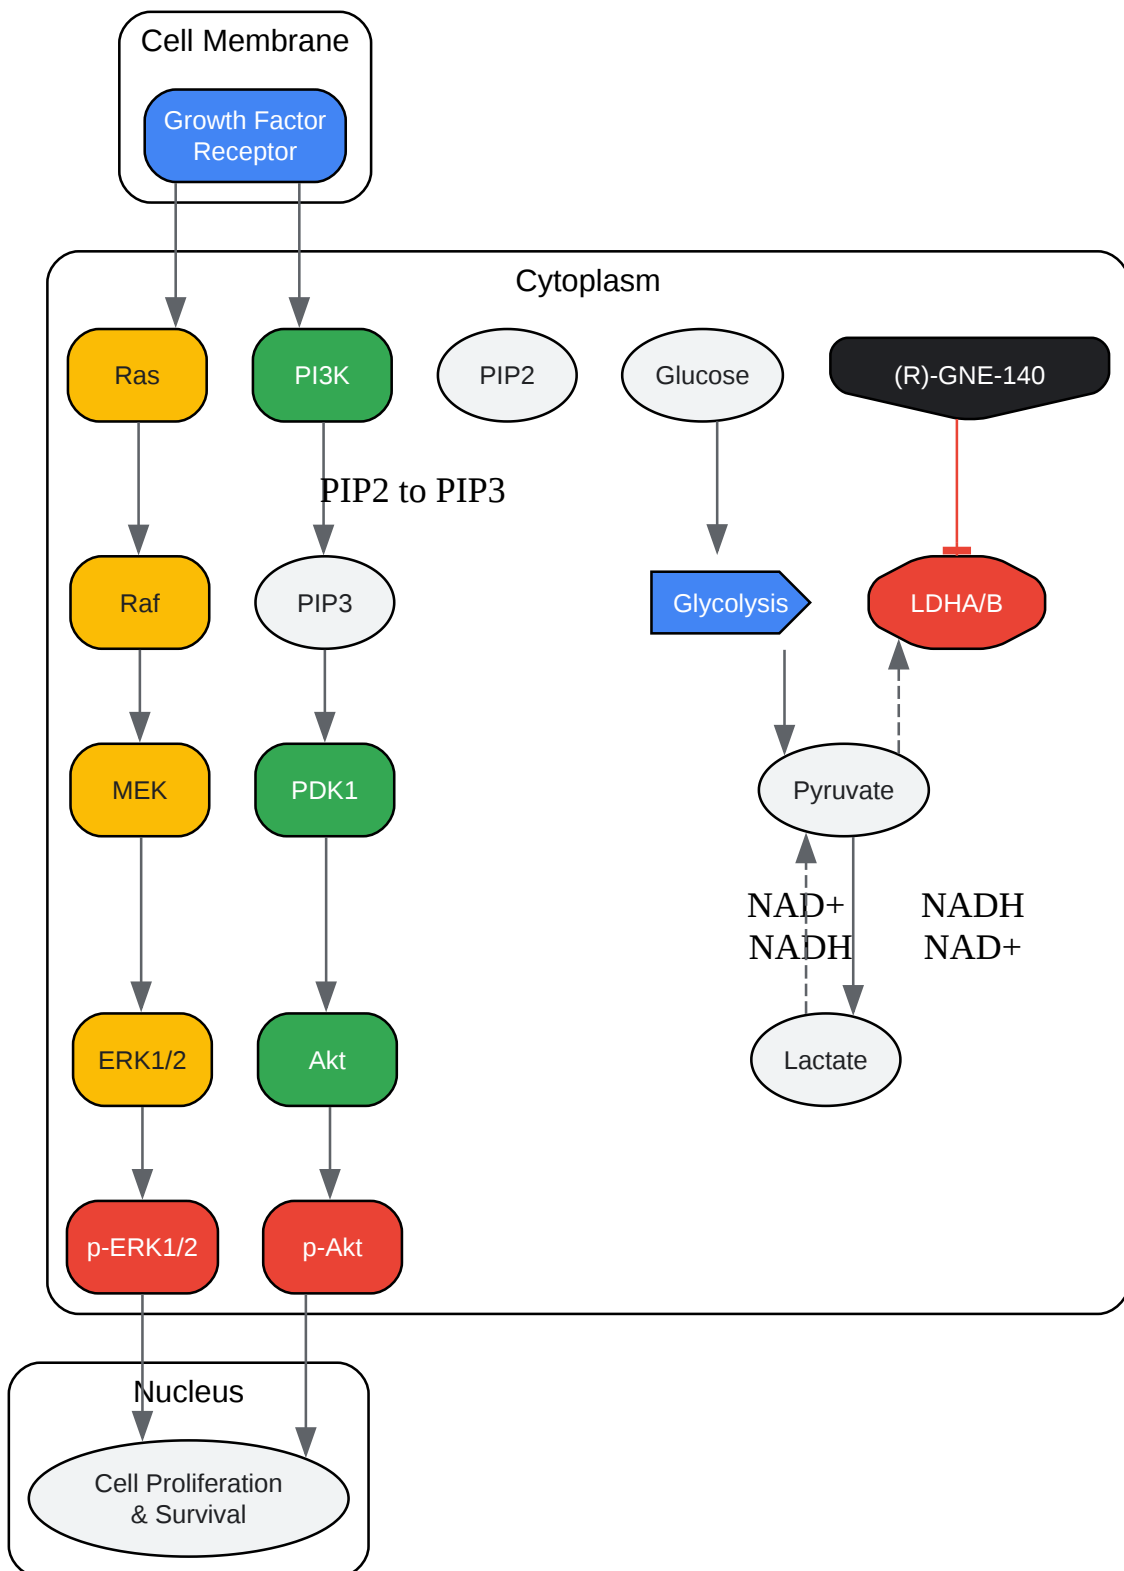 Cell Membrane
Growth Factor
Receptor
Cytoplasm
Ras
PI3K
PIP2
Glucose
(R)-GNE-140
PIP2 to PIP3
Raf
PIP3
Glycolysis
LDHA/B
MEK
PDK1
Pyruvate
NAD+
NADH
NADH
NAD+
ERK1/2
Akt
Lactate
p-ERK1/2
p-Akt
Nucleus
Cell Proliferation
& Survival